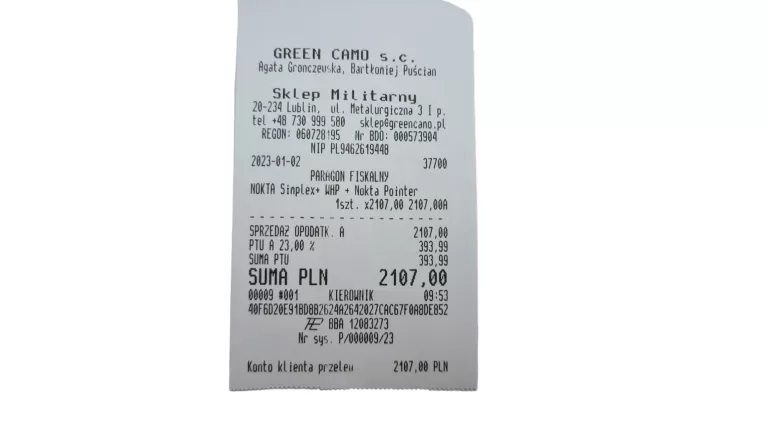 GREEN CAMO s.c.
Agata Gronczewska, Bartłomiej Puścian
Sklep Militarny
20-234 Lublin, ul. Metalurgiczna 3 I p.
tel +48 730 999 580 sklep@greencamo.pl
REGON: 060728195 Nr BDO: 000573904
NIP PL9462619448
2023-01-02 37700
PARAGON FISKALNY
NOKTA Simplex+ WHP + Nokta Pointer
1szt. x2107,00 2107,00A
SPRZEDAŻ OPODATK. A 2107,00
PTU A 23,00 % 393,99
SUMA PTU 393,99
SUMA PLN 2107,00
00009 #001 KIEROWNIK 09:53
40F6D20E91BD8B2624A2642027CAC67F0A8DE852
BBA 12083273
Nr sys. P/000009/23
Konto klienta przelew 2107,00 PLN